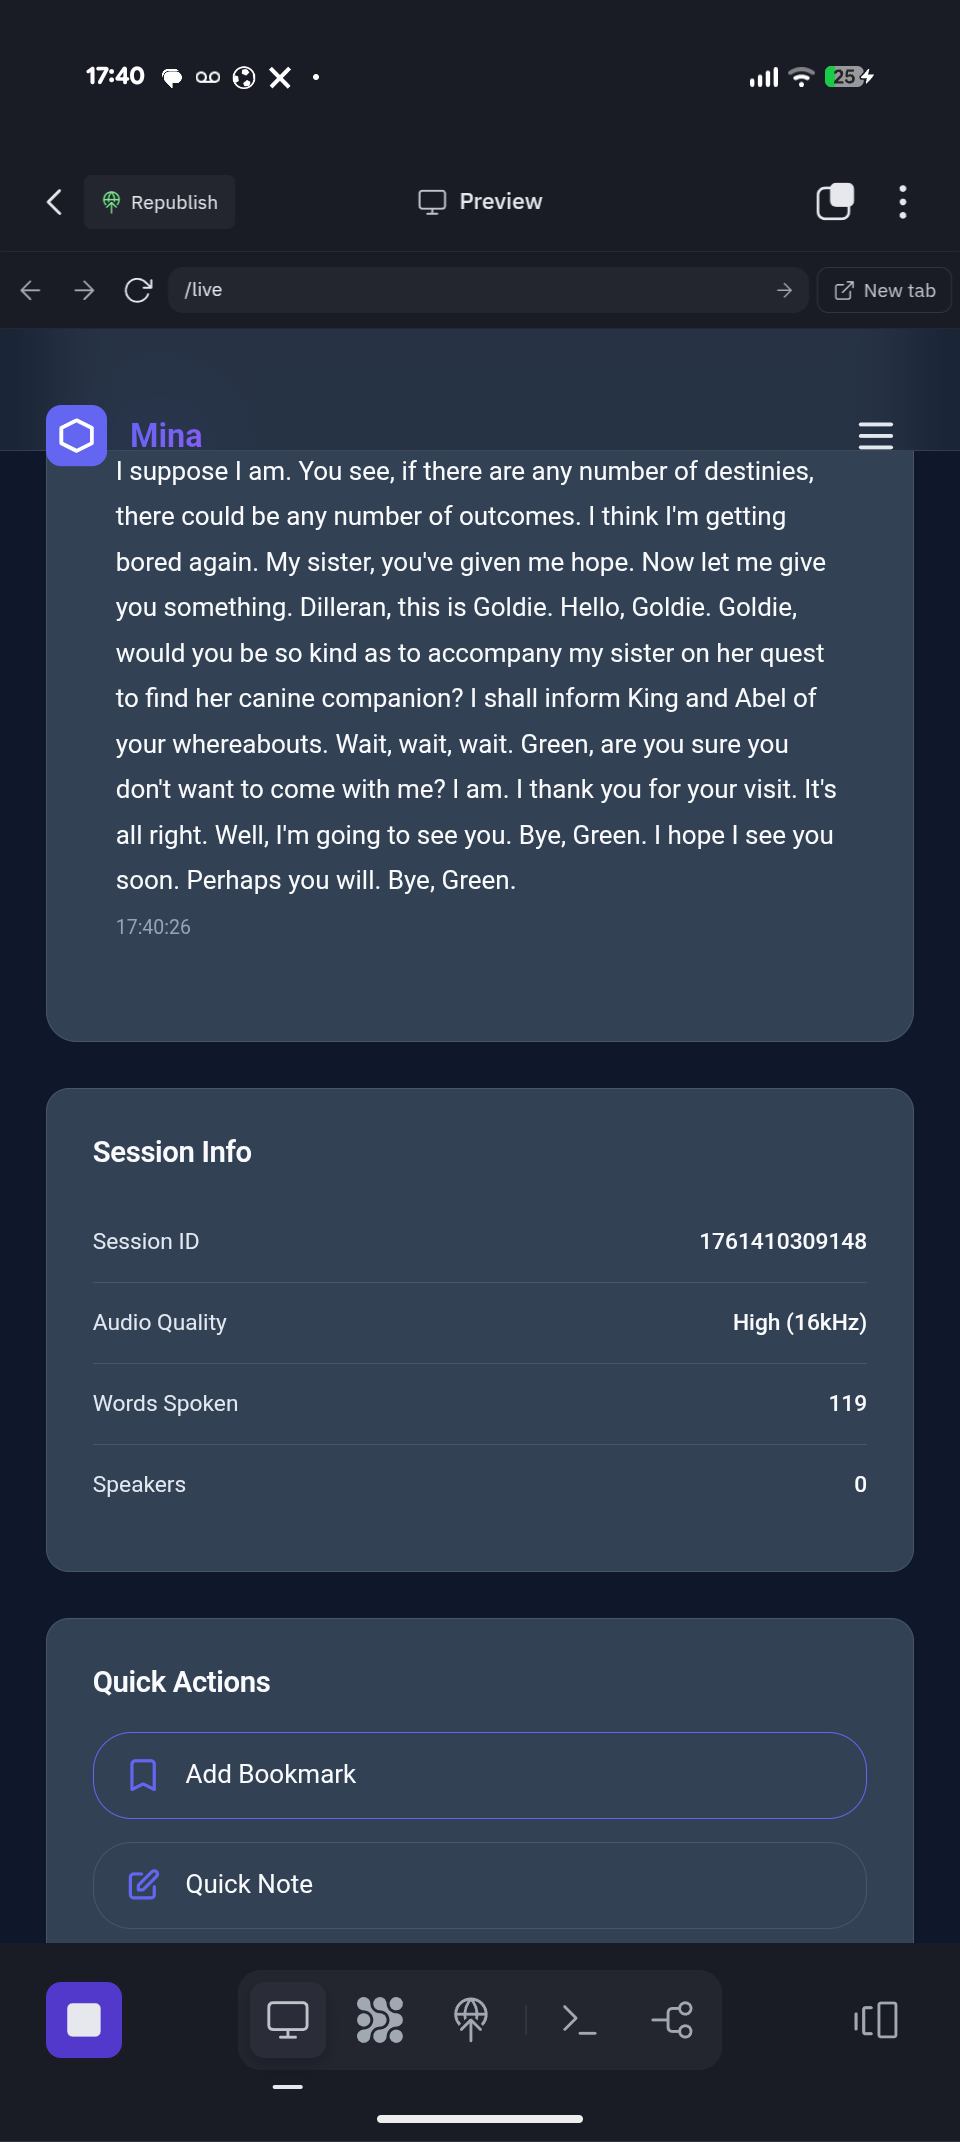 17:40
25
Republish
Preview
/live
New tab
Mina
I suppose I am. You see, if there are any number of destinies,
there could be any number of outcomes. I think I'm getting
bored again. My sister, you've given me hope. Now let me give
you something. Dilleran, this is Goldie. Hello, Goldie. Goldie,
would you be so kind as to accompany my sister on her quest
to find her canine companion? I shall inform King and Abel of
your whereabouts. Wait, wait, wait. Green, are you sure you
don't want to come with me? I am. I thank you for your visit. It's
all right. Well, I'm going to see you. Bye, Green. I hope I see you
soon. Perhaps you will. Bye, Green.
17:40:26
Session Info
Session ID 1761410309148
Audio Quality High (16kHz)
Words Spoken 119
Speakers 0
Quick Actions
Add Bookmark
Quick Note